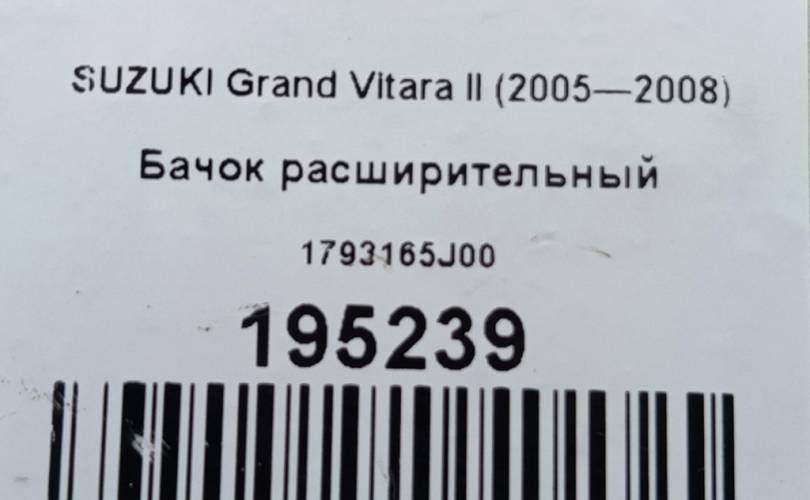 SUZUKI Grand Vitara II (2005—2008)
Бачок расширительный
1793165J00
195239